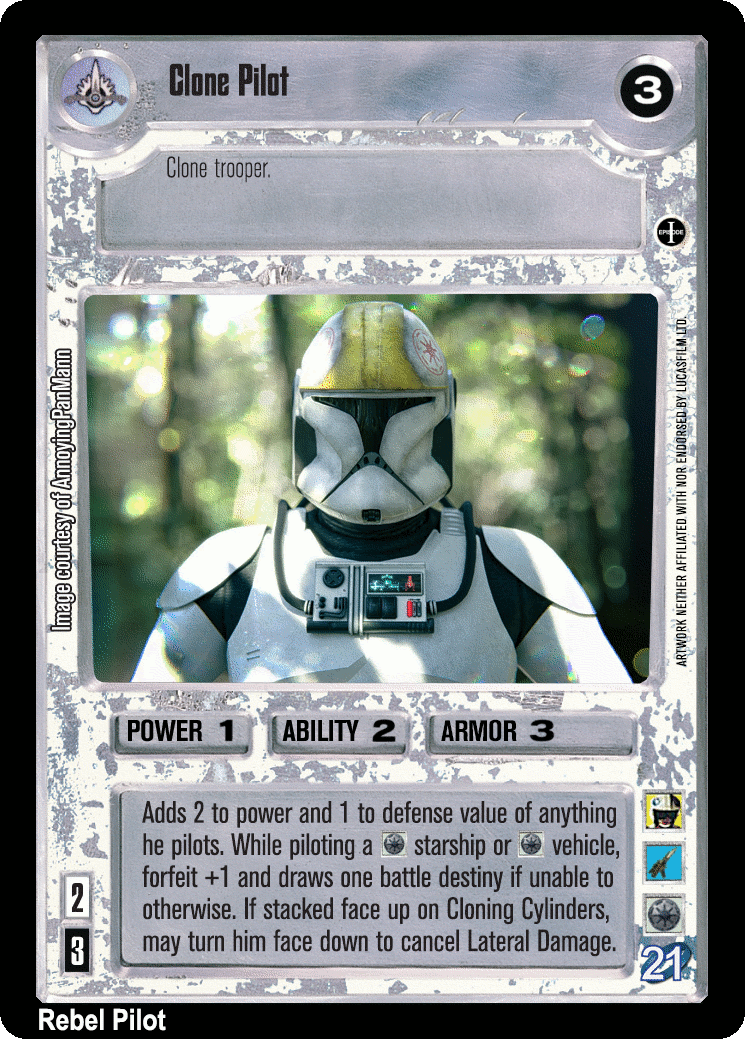 Clone Pilot
3
Clone trooper.
EPISODE I
Image courtesy of AnnoyingPanMann
ARTWORK NEITHER AFFILIATED WITH NOR ENDORSED BY LUCASFILM LTD.
POWER 1
ABILITY 2
ARMOR 3
Adds 2 to power and 1 to defense value of anything
he pilots. While piloting a starship or vehicle,
forfeit +1 and draws one battle destiny if unable to
otherwise. If stacked face up on Cloning Cylinders,
may turn him face down to cancel Lateral Damage.
2
3
21
Rebel Pilot